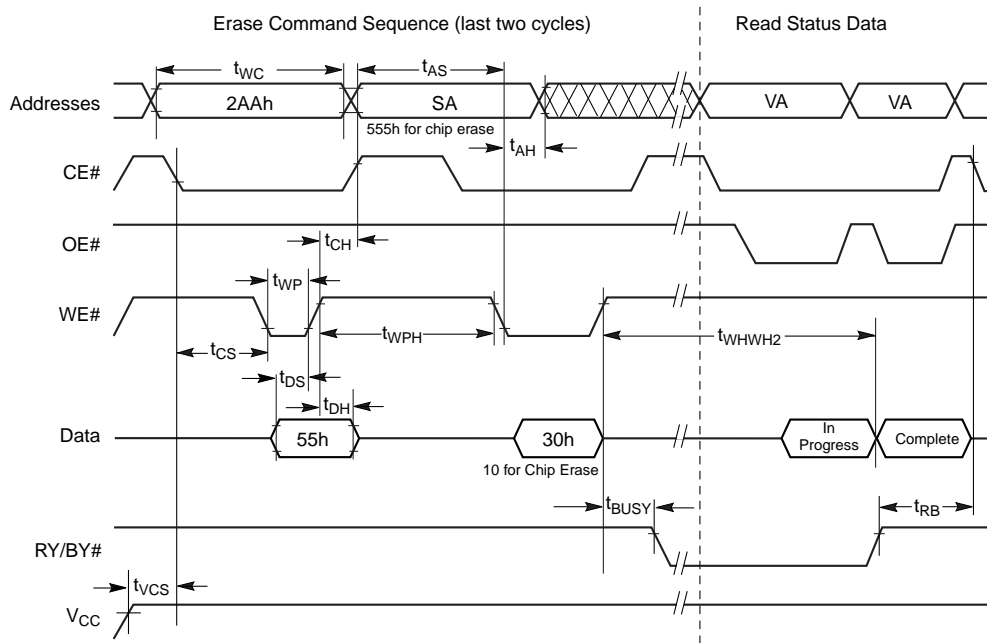 Erase Command Sequence (last two cycles)
Read Status Data
tWC
tAS
Addresses
2AAh
SA
VA
VA
555h for chip erase
tAH
CE#
OE#
tCH
tWP
WE#
tWPH
tWHWH2
tCS
tDS
tDH
Data
55h
30h
In
Progress
Complete
10 for Chip Erase
tBUSY
tRB
RY/BY#
tVCS
VCC